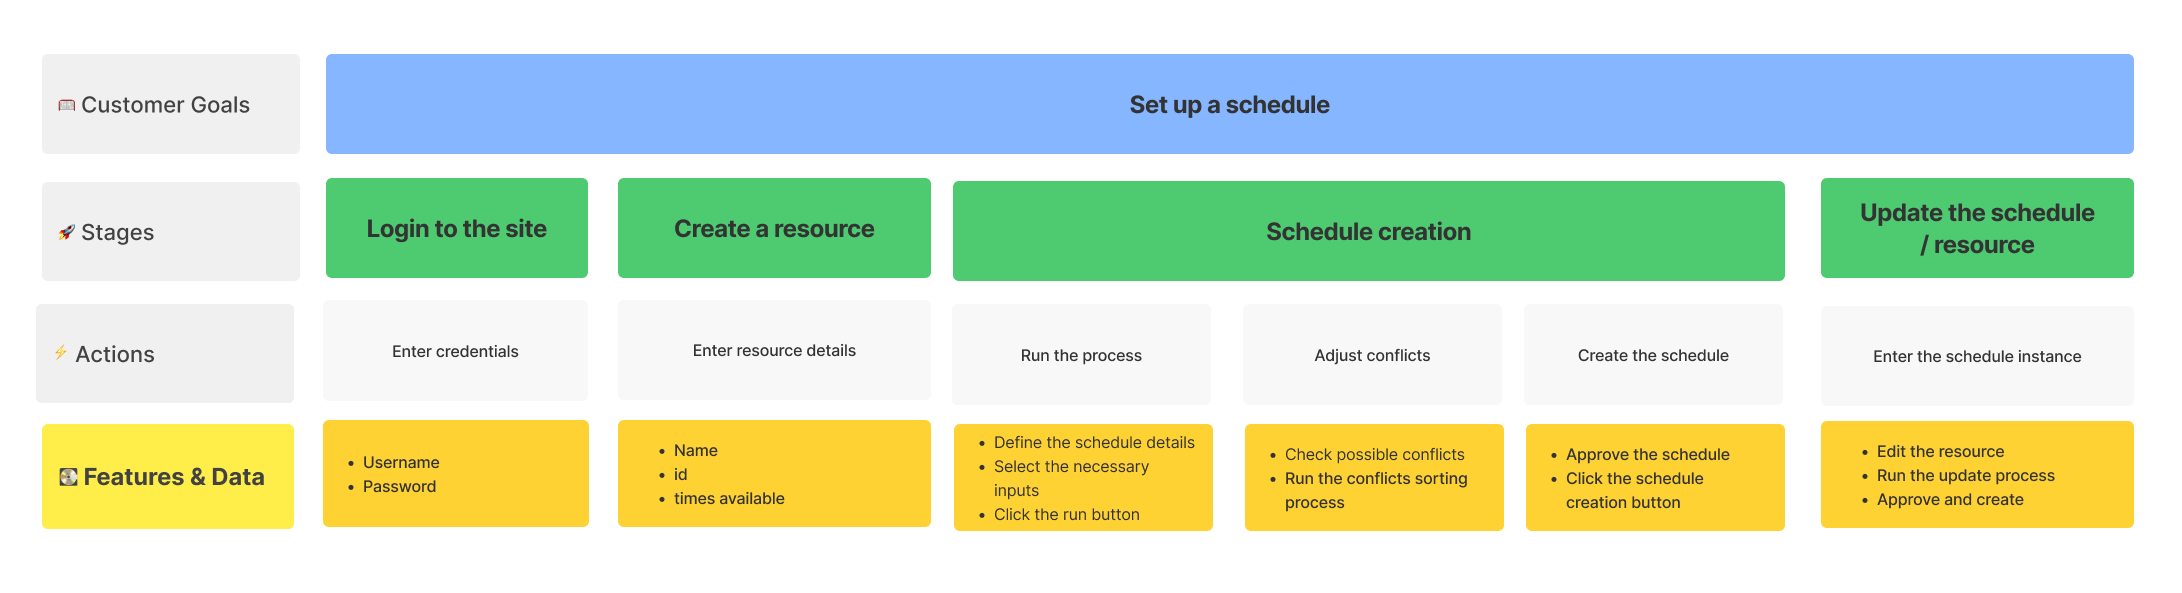 Customer Goals
Set up a schedule
Stages
Login to the site
Create a resource
Schedule creation
Update the schedule
/ resource
Actions
Enter credentials
Enter resource details
Run the process
Adjust conflicts
Create the schedule
Enter the schedule instance
Features & Data
• Username
• Password
• Name
• id
• times available
• Define the schedule details
• Select the necessary
inputs
• Click the run button
• Check possible conflicts
• Run the conflicts sorting
process
• Approve the schedule
• Click the schedule
creation button
• Edit the resource
• Run the update process
• Approve and create